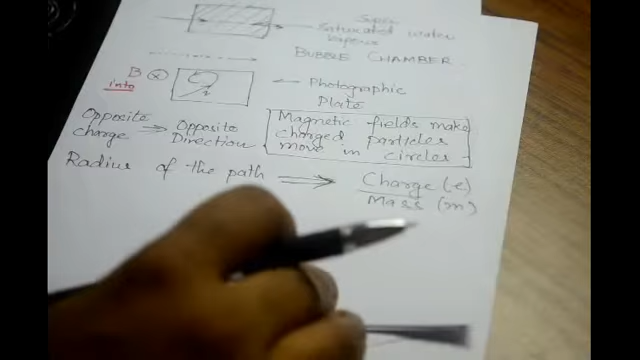 Super
Saturated water
Vapours
BUBBLE CHAMBER
B ⊗
into
Photographic
Plate
Opposite
charge ⇒ Opposite
Direction
Magnetic fields make
charged particles
move in circles
Radius of the path ⇒ Charge (e)
Mass (m)